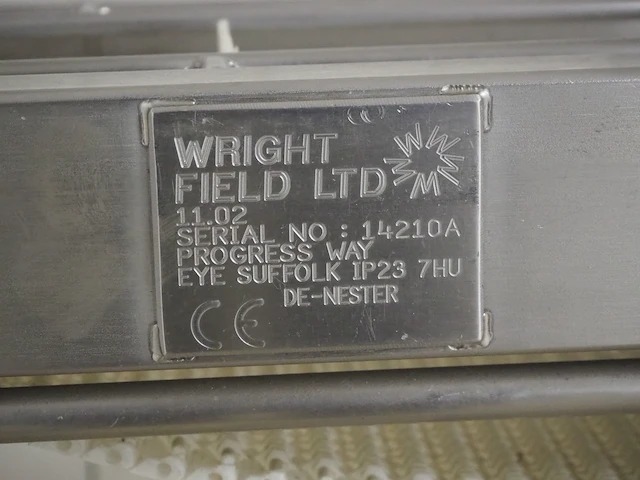 WRIGHT
FIELD LTD
11.02
SERIAL NO : 14210A
PROGRESS WAY
EYE SUFFOLK IP23 7HU
DE-NESTER
CE